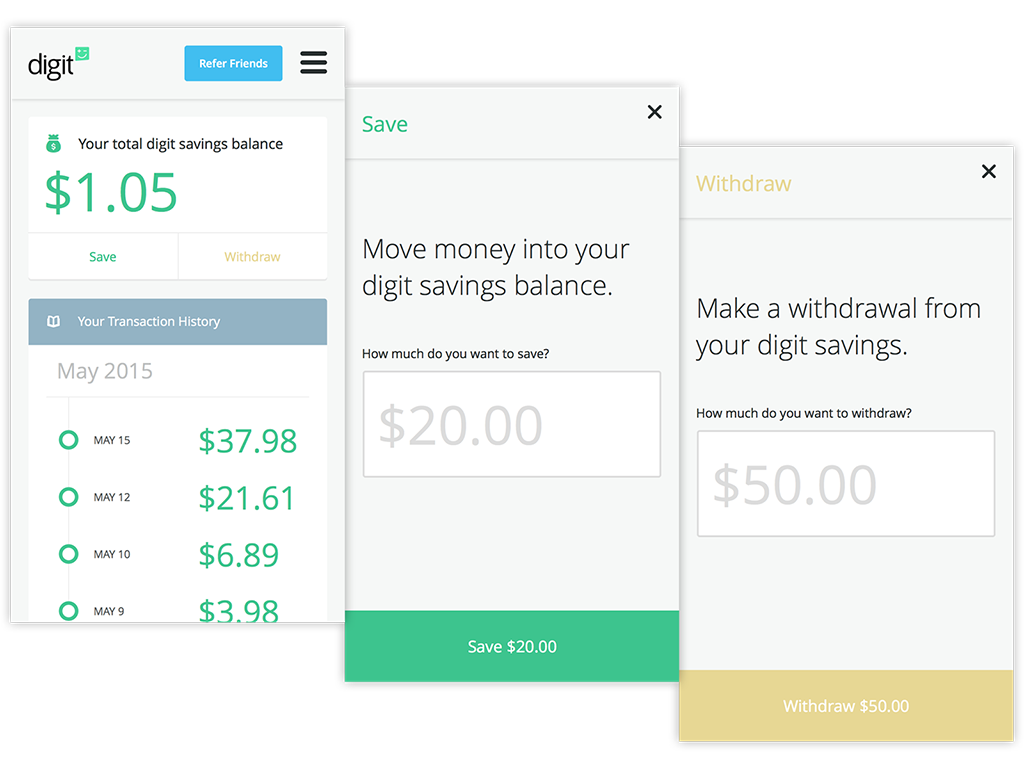 digit
Refer Friends
Your total digit savings balance
$1.05
Save
Withdraw
Your Transaction History
May 2015
MAY 15
$37.98
MAY 12
$21.61
MAY 10
$6.89
MAY 9
$3.98
Save
Move money into your
digit savings balance.
How much do you want to save?
$20.00
Save $20.00
Withdraw
Make a withdrawal from
your digit savings.
How much do you want to withdraw?
$50.00
Withdraw $50.00